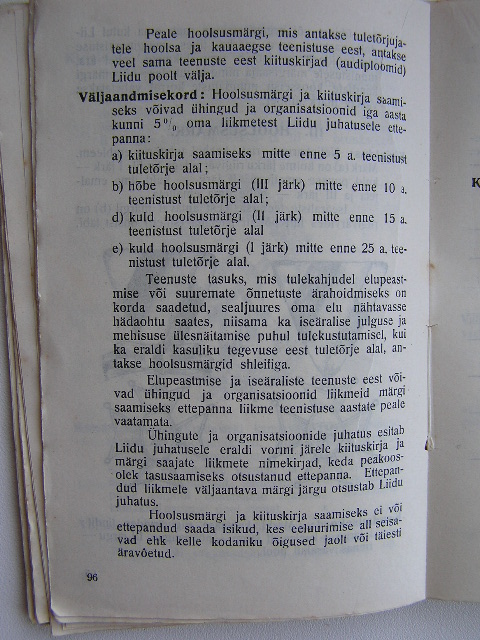 Peale hoolsusmärgi, mis antakse tuletõrjuja-
tele hoolsa ja kauaaegse teenistuse eest, antakse
veel sama teenuste eest kiituskirjad (audiploomid)
Liidu poolt välja.
Väljaandmisekord: Hoolsusmärgi ja kiituskirja saami-
seks võivad ühingud ja organisatsioonid iga aasta
kunni 5% oma liikmetest Liidu juhatusele ette-
panna:
a) kiituskirja saamiseks mitte enne 5 a. teenistust
tuletõrje alal;
b) hõbe hoolsusmärgi (III järk) mitte enne 10 a.
teenistust tuletõrje alal;
d) kuld hoolsusmärgi (II järk) mitte enne 15 a.
teenistust tuletõrje alal
e) kuld hoolsusmärgi (I järk) mitte enne 25 a. tee-
nistust tuletõrje alal.
Teenuste tasuks, mis tulekahjudel elupeast-
mise või suuremate õnnetuste ärahoidmiseks on
korda saadetud, sealjuures oma elu nähtavasse
hädaohtu saates, niisama ka iseäralise julguse ja
mehisuse ülesnäitamise puhul tulekustutamisel, kui
ka eraldi kasuliku tegevuse eest tuletõrje alal, an-
takse hoolsusmärgid shleifiga.
Elupeastmise ja iseäraliste teenuste eest või-
vad ühingud ja organisatsioonid liikmeid märgi
saamiseks ettepanna liikme teenistuse aastate peale
vaatamata.
Ühingute ja organisatsioonide juhatus esitab
Liidu juhatusele eraldi vormi järele kiituskirja ja
märgi saajate liikmete nimekirjad, keda peakoos-
olek tasusaamiseks otsustanud ettepanna. Ettepan-
dud liikmele väljaantava märgi järgu otsustab Liidu
juhatus.
Hoolsusmärgi ja kiituskirja saamiseks ei või
ettepandud saada isikud, kes eeluurimise all seisa-
vad ehk kelle kodaniku õigused jaolt või täiesti
äravõetud.
96
K